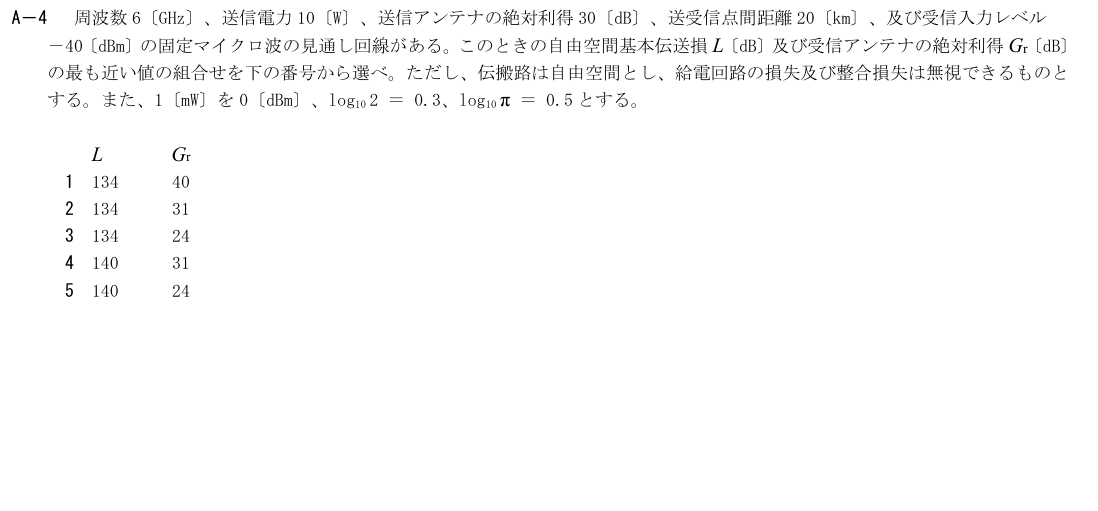 A－4　周波数 6〔GHz〕、送信電力 10〔W〕、送信アンテナの絶対利得 30〔dB〕、送受信点間距離 20〔km〕、及び受信入力レベル
－40〔dBm〕の固定マイクロ波の見通し回線がある。このときの自由空間基本伝送損 L〔dB〕及び受信アンテナの絶対利得 Gr〔dB〕
の最も近い値の組合せを下の番号から選べ。ただし、伝搬路は自由空間とし、給電回路の損失及び整合損失は無視できるものと
する。また、1〔mW〕を 0〔dBm〕、log₁₀ 2 ＝ 0.3、log₁₀ π ＝ 0.5 とする。
L　Gr
1　134　40
2　134　31
3　134　24
4　140　31
5　140　24